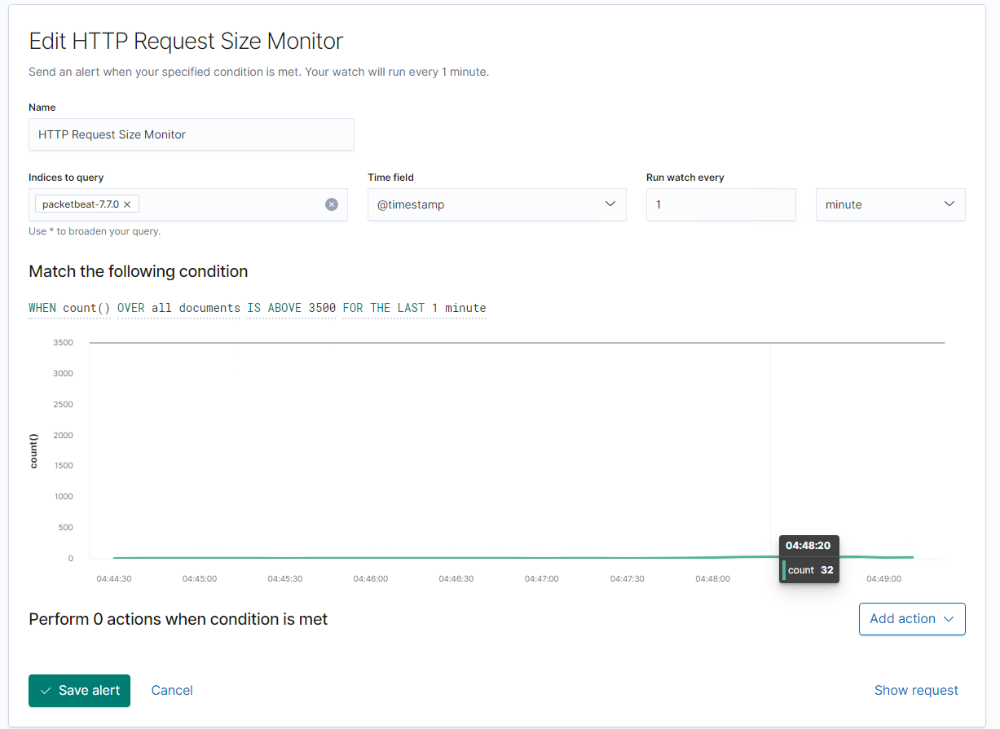 Edit HTTP Request Size Monitor
Send an alert when your specified condition is met. Your watch will run every 1 minute.
Name
HTTP Request Size Monitor
Indices to query
Time field
Run watch every
packetbeat-7.7.0
@timestamp
1
minute
Use * to broaden your query.
Match the following condition
WHEN count() OVER all documents IS ABOVE 3500 FOR THE LAST 1 minute
3500
3000
2500
2000
1500
1000
500
0
count()
04:48:20
count 32
04:44:30 04:45:00 04:45:30 04:46:00 04:46:30 04:47:00 04:47:30 04:48:00 04:49:00
Perform 0 actions when condition is met
Add action
Save alert
Cancel
Show request